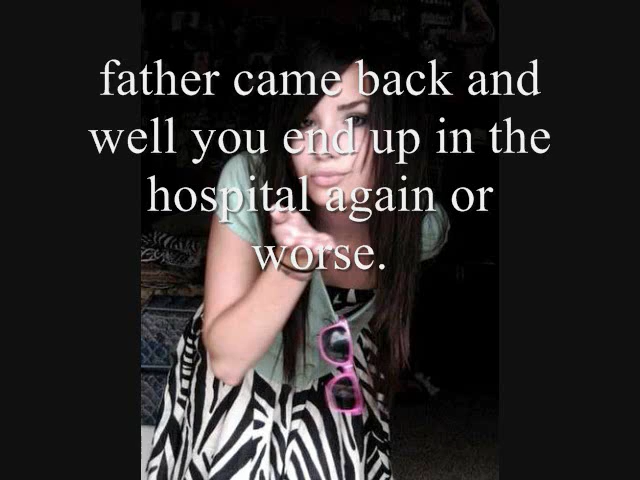 father came back and
well you end up in the
hospital again or
worse.